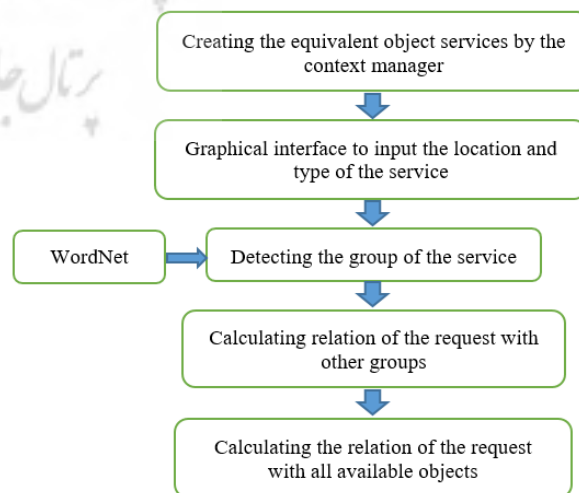 Creating the equivalent object services by the
context manager
Graphical interface to input the location and
type of the service
WordNet
Detecting the group of the service
Calculating relation of the request with
other groups
Calculating the relation of the request
with all available objects